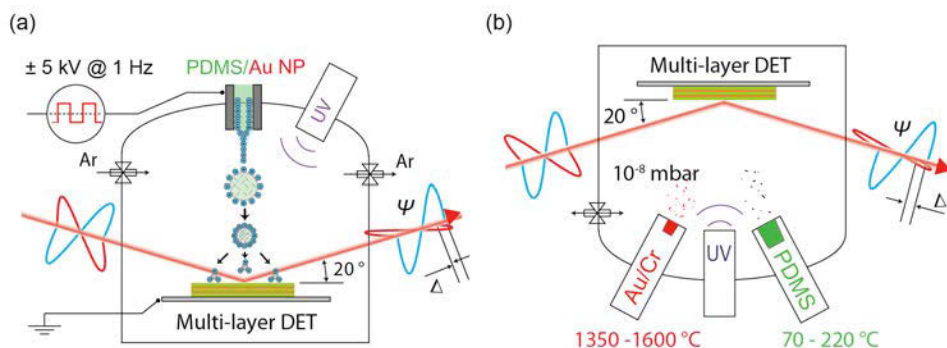 (a)
± 5 kV @ 1 Hz
PDMS/Au NP
UV
Ar
Ar
Ψ
Δ
20 °
Multi-layer DET
(b)
Multi-layer DET
20 °
Ψ
Δ
10⁻⁸ mbar
Au/Cr
UV
PDMS
1350 -1600 °C
70 - 220 °C